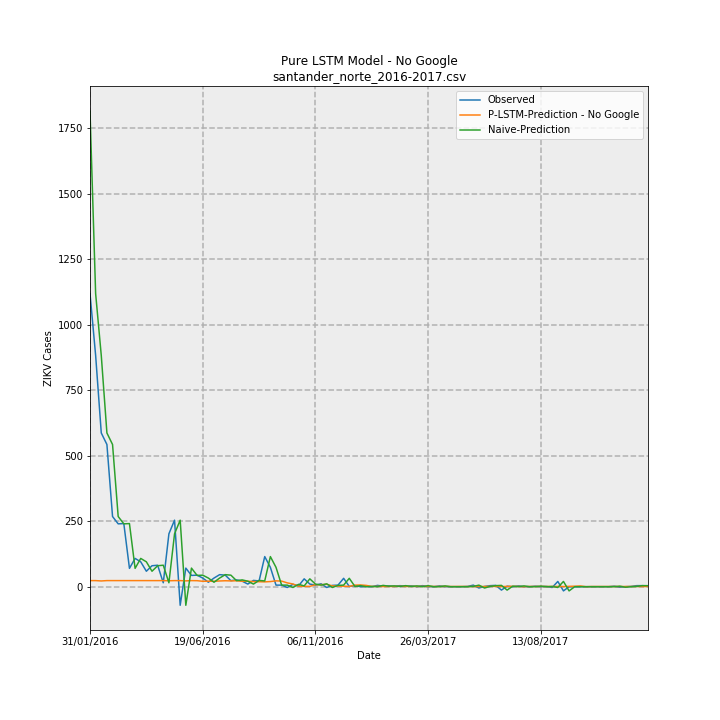 Pure LSTM Model - No Google
santander_norte_2016-2017.csv
Observed
P-LSTM-Prediction - No Google
Naive-Prediction
1750
1500
1250
1000
750
500
250
0
ZIKV Cases
31/01/2016
19/06/2016
06/11/2016
26/03/2017
13/08/2017
Date